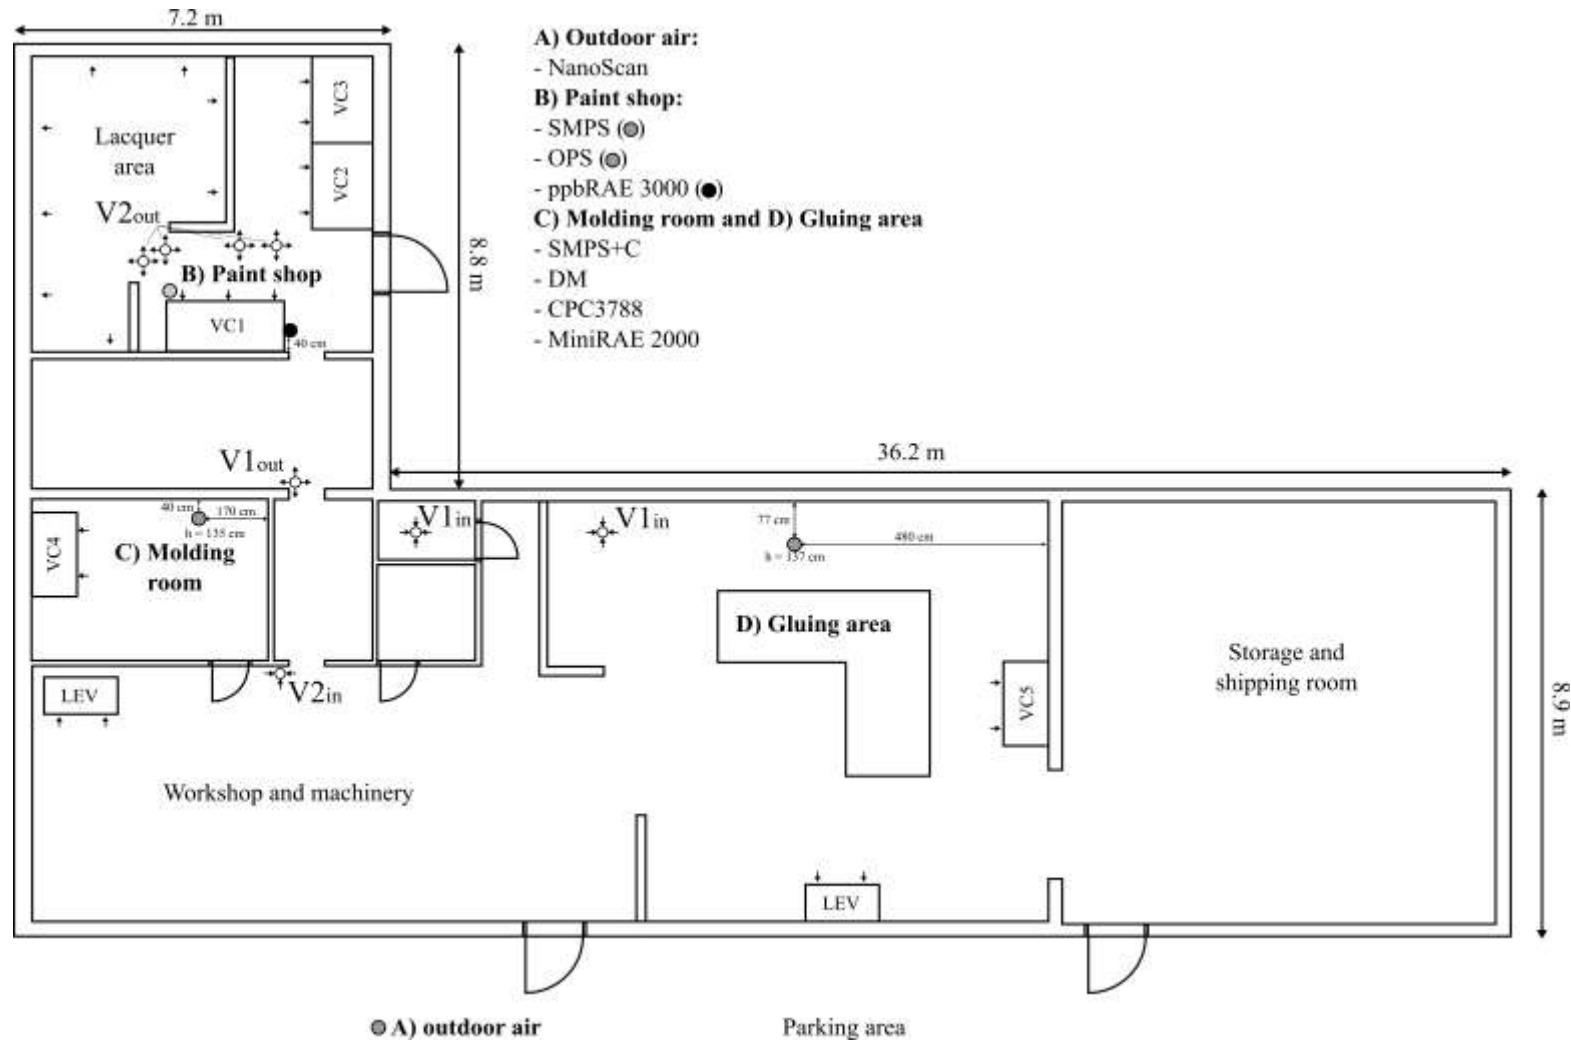 7.2 m
A) Outdoor air:
- NanoScan
B) Paint shop:
- SMPS ( )
- OPS ( )
- ppbRAE 3000 ( )
C) Molding room and D) Gluing area
- SMPS+C
- DM
- CPC3788
- MiniRAE 2000
VC3
VC2
Lacquer
area
V2out
8.8 m
B) Paint shop
VC1
40 cm
V1out
36.2 m
40 cm
170 cm
h = 135 cm
V1in
V1in
77 cm
480 cm
h = 137 cm
VC4
C) Molding
room
D) Gluing area
Storage and
shipping room
VC5
8.9 m
LEV
V2in
Workshop and machinery
LEV
A) outdoor air
Parking area